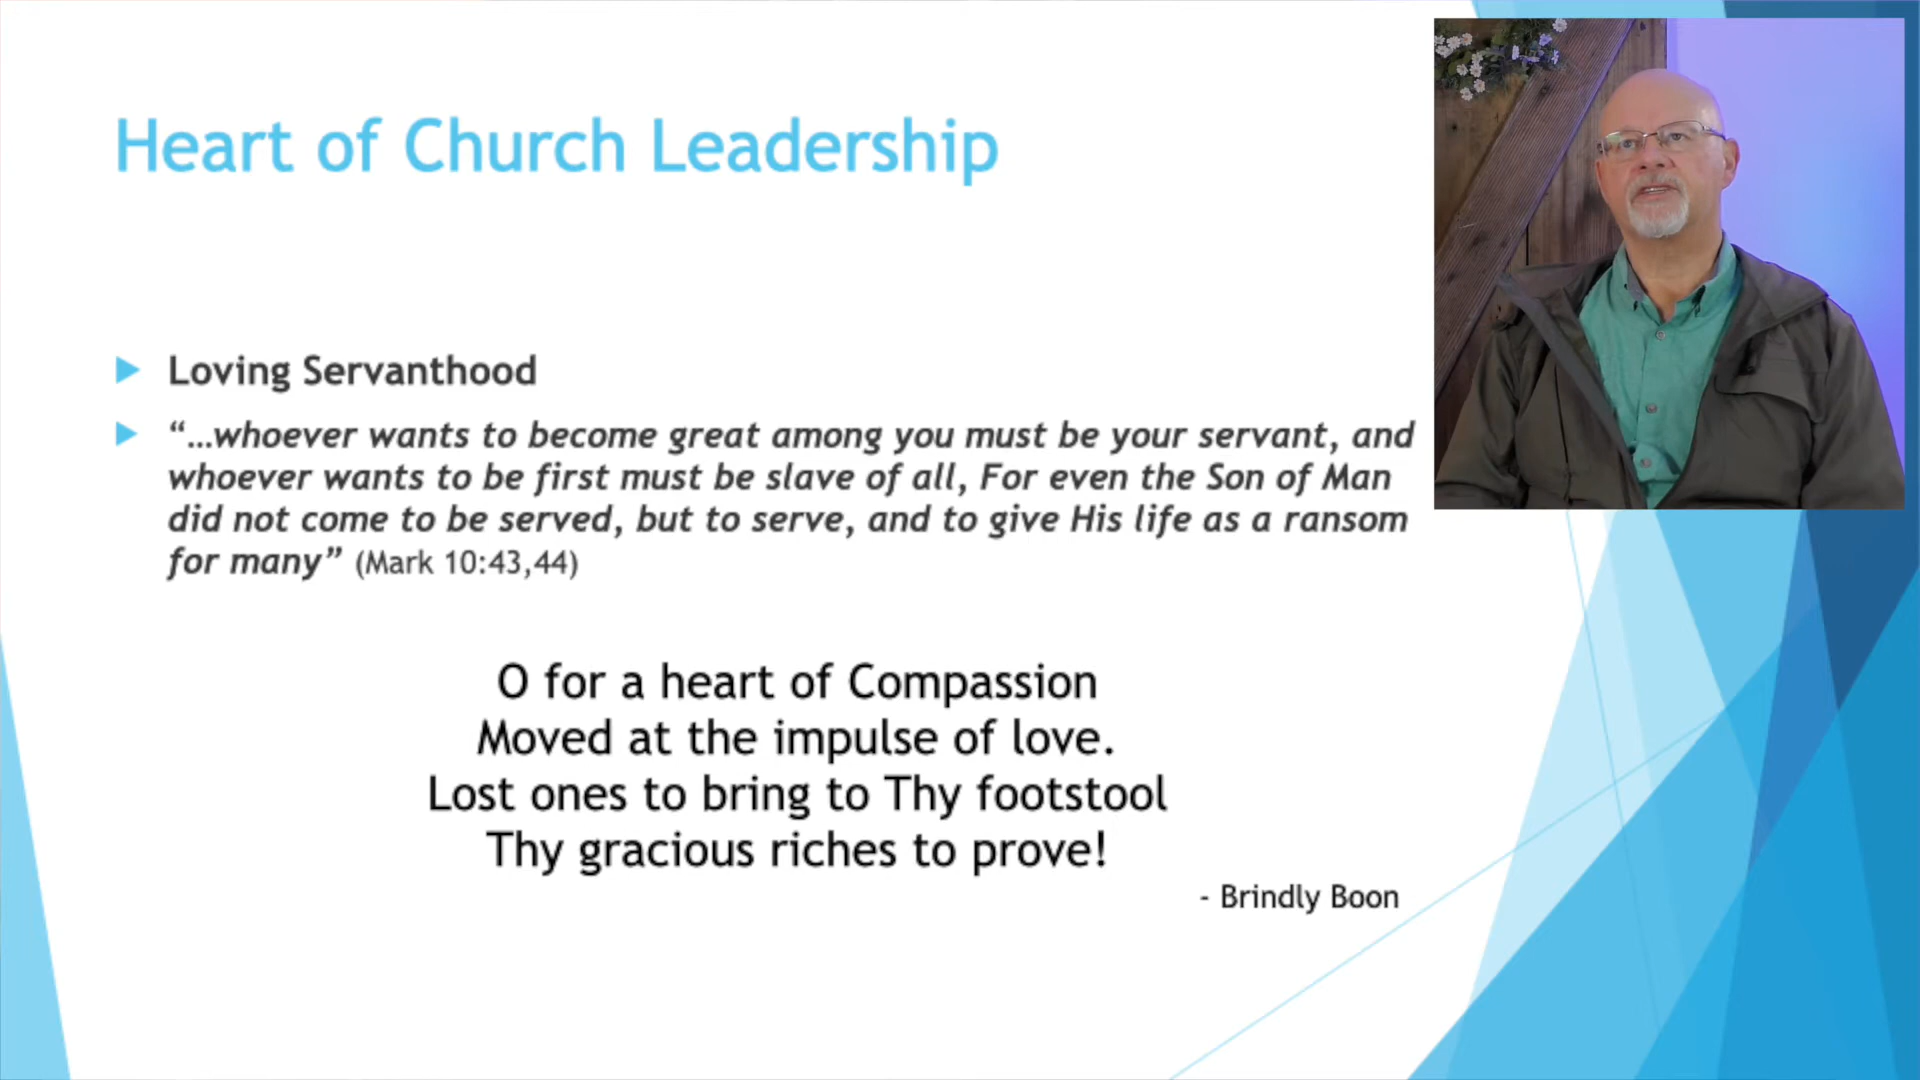 Heart of Church Leadership
Loving Servanthood
“…whoever wants to become great among you must be your servant, and
whoever wants to be first must be slave of all, For even the Son of Man
did not come to be served, but to serve, and to give His life as a ransom
for many” (Mark 10:43,44)
O for a heart of Compassion
Moved at the impulse of love.
Lost ones to bring to Thy footstool
Thy gracious riches to prove!
- Brindly Boon